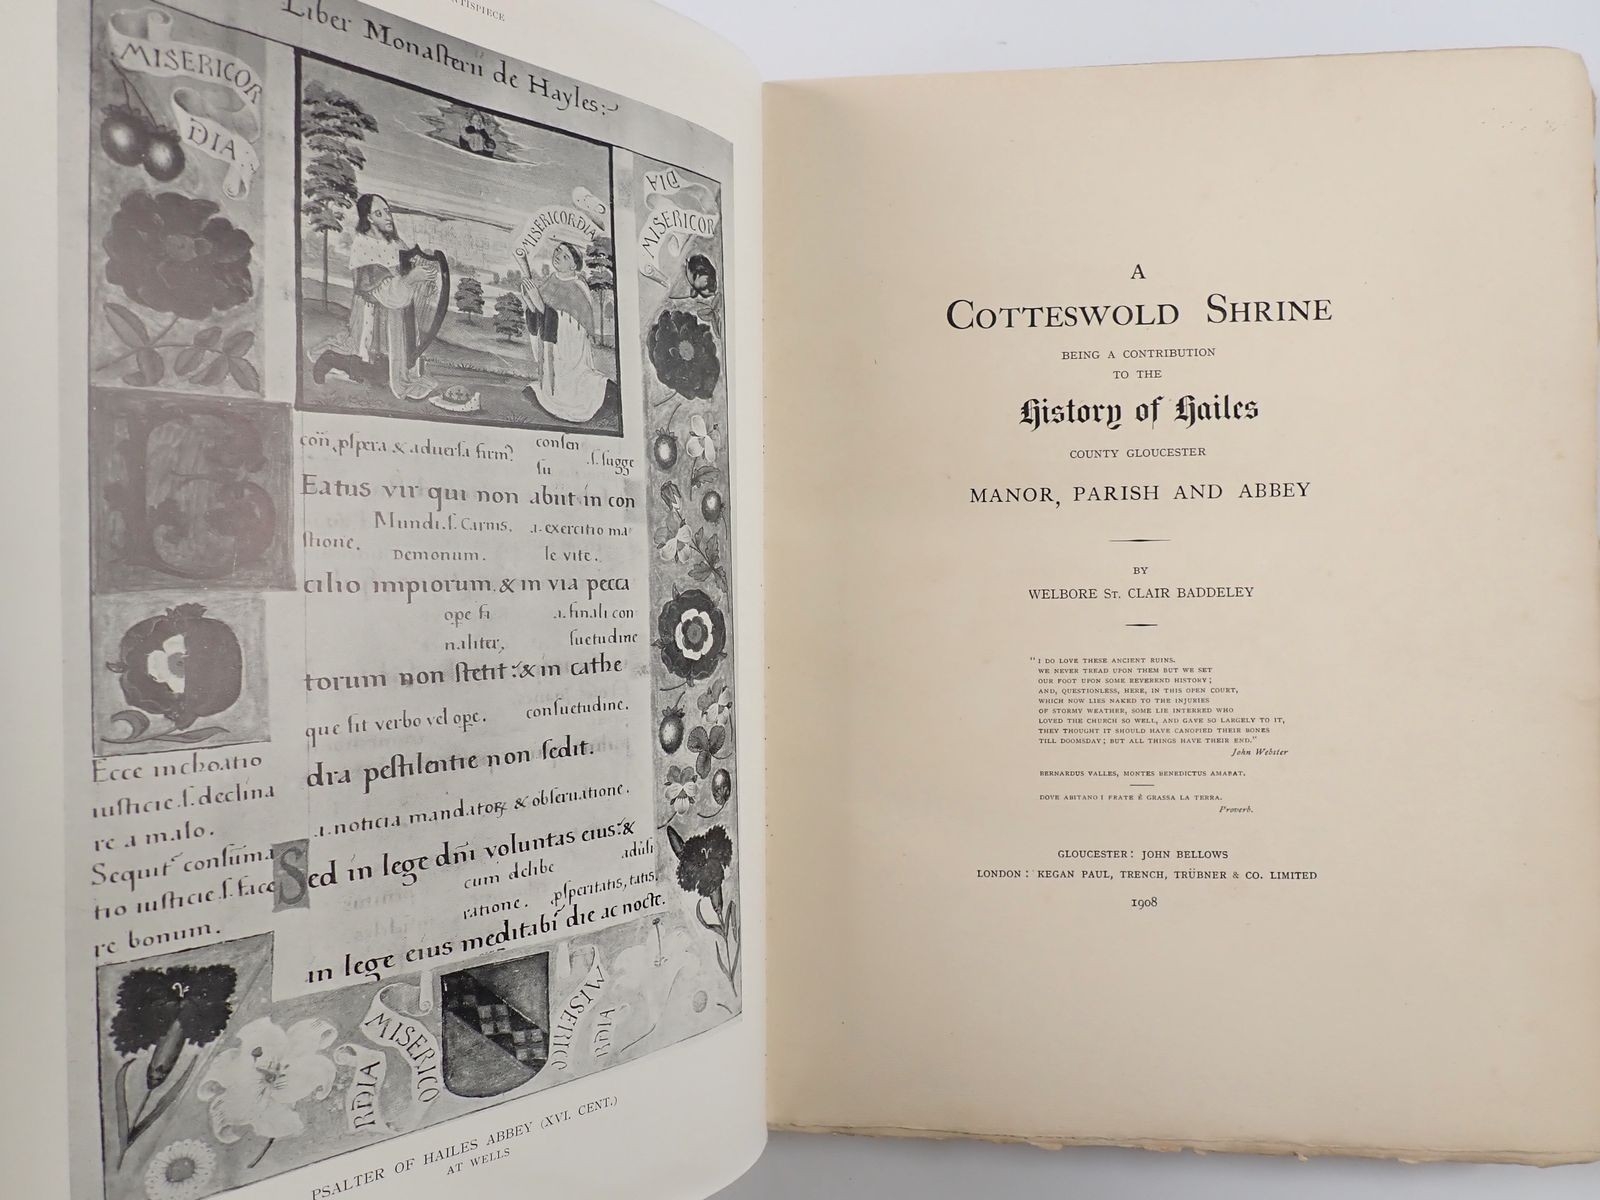 Liber Monasterii de Hayles:
MISERICOR
DIA
MISERICORDIA
DIA
MISERICOR
consen
su
.s. sugge
Eatus vir qui non abiit in con
Mundi. s. Carnis. .i. exercitio ma
stione.
Demonum. le vite.
cilio impiorum. & in via pecca
ope fi .i. finali con
naliter, suetudine
torum non stetit: & in cathe
que fit verbo vel ope. consuetudine.
dra pestilentie non sedit.
.i. noticia & obseruatione.
Sed in lege dñi voluntas eius: &
cum delibe
ratione.
in lege eius meditabi die ac nocte.
Ecce inchoatio
iusticie .s. declina
re a malo.
Sequit consuma
tio iusticie .s. face
re bonum.
MISERICO
RDIA
MISERICO
RDIA
PSALTER OF HAILES ABBEY (XVI. CENT.)
AT WELLS
A
COTTESWOLD SHRINE
BEING A CONTRIBUTION
TO THE
History of Hailes
COUNTY GLOUCESTER
MANOR, PARISH AND ABBEY
BY
WELBORE ST. CLAIR BADDELEY
"I DO LOVE THESE ANCIENT RUINS.
WE NEVER TREAD UPON THEM BUT WE SET
OUR FOOT UPON SOME REVEREND HISTORY;
AND, QUESTIONLESS, HERE, IN THIS OPEN COURT,
WHICH NOW LIES NAKED TO THE INJURIES
OF STORMY WEATHER, SOME LIE INTERRED WHO
LOVED THE CHURCH SO WELL, AND GAVE SO LARGELY TO IT,
THEY THOUGHT IT SHOULD HAVE CANOPIED THEIR BONES
TILL DOOMSDAY; BUT ALL THINGS HAVE THEIR END."
John Webster
BERNARDUS VALLES, MONTES BENEDICTUS AMABAT.
DOVE ABITANO I FRATE È GRASSA LA TERRA.
Proverb.
GLOUCESTER: JOHN BELLOWS
LONDON: KEGAN PAUL, TRENCH, TRÜBNER & CO. LIMITED
1908